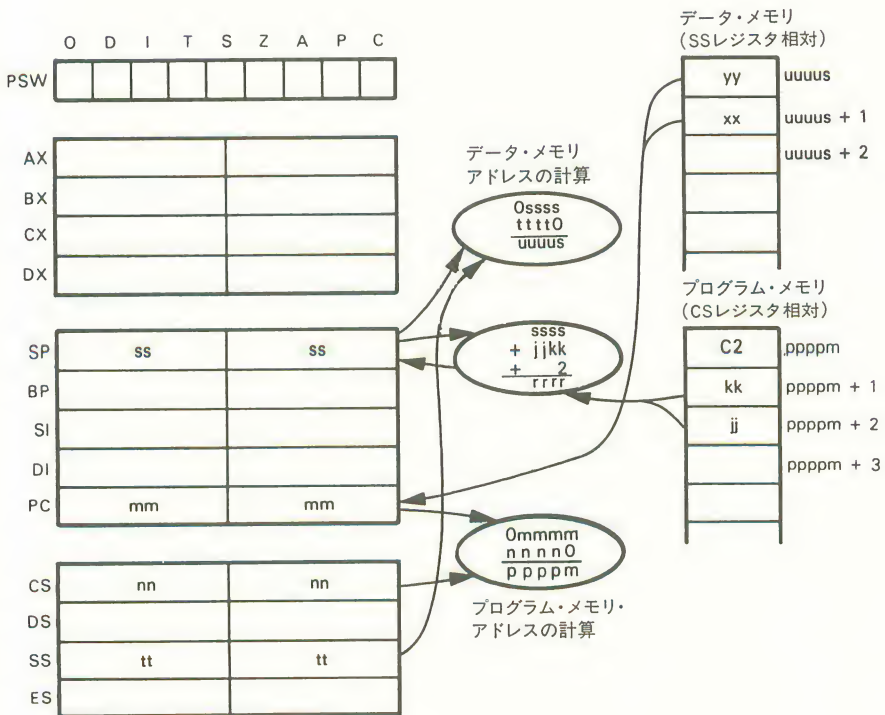 O D I T S Z A P C
PSW
AX
BX
CX
DX
SP ss ss
BP
SI
DI
PC mm mm
CS nn nn
DS
SS tt tt
ES
データ・メモリ
アドレスの計算
0ssss
tttt0
uuuus
ssss
+ jjkk
+ 2
rrrr
0mmmm
nnnn0
ppppm
プログラム・メモリ・
アドレスの計算
データ・メモリ
(SSレジスタ相対)
yy uuuus
xx uuuus + 1
uuuus + 2
プログラム・メモリ
(CSレジスタ相対)
C2 ppppm
kk ppppm + 1
jj ppppm + 2
ppppm + 3